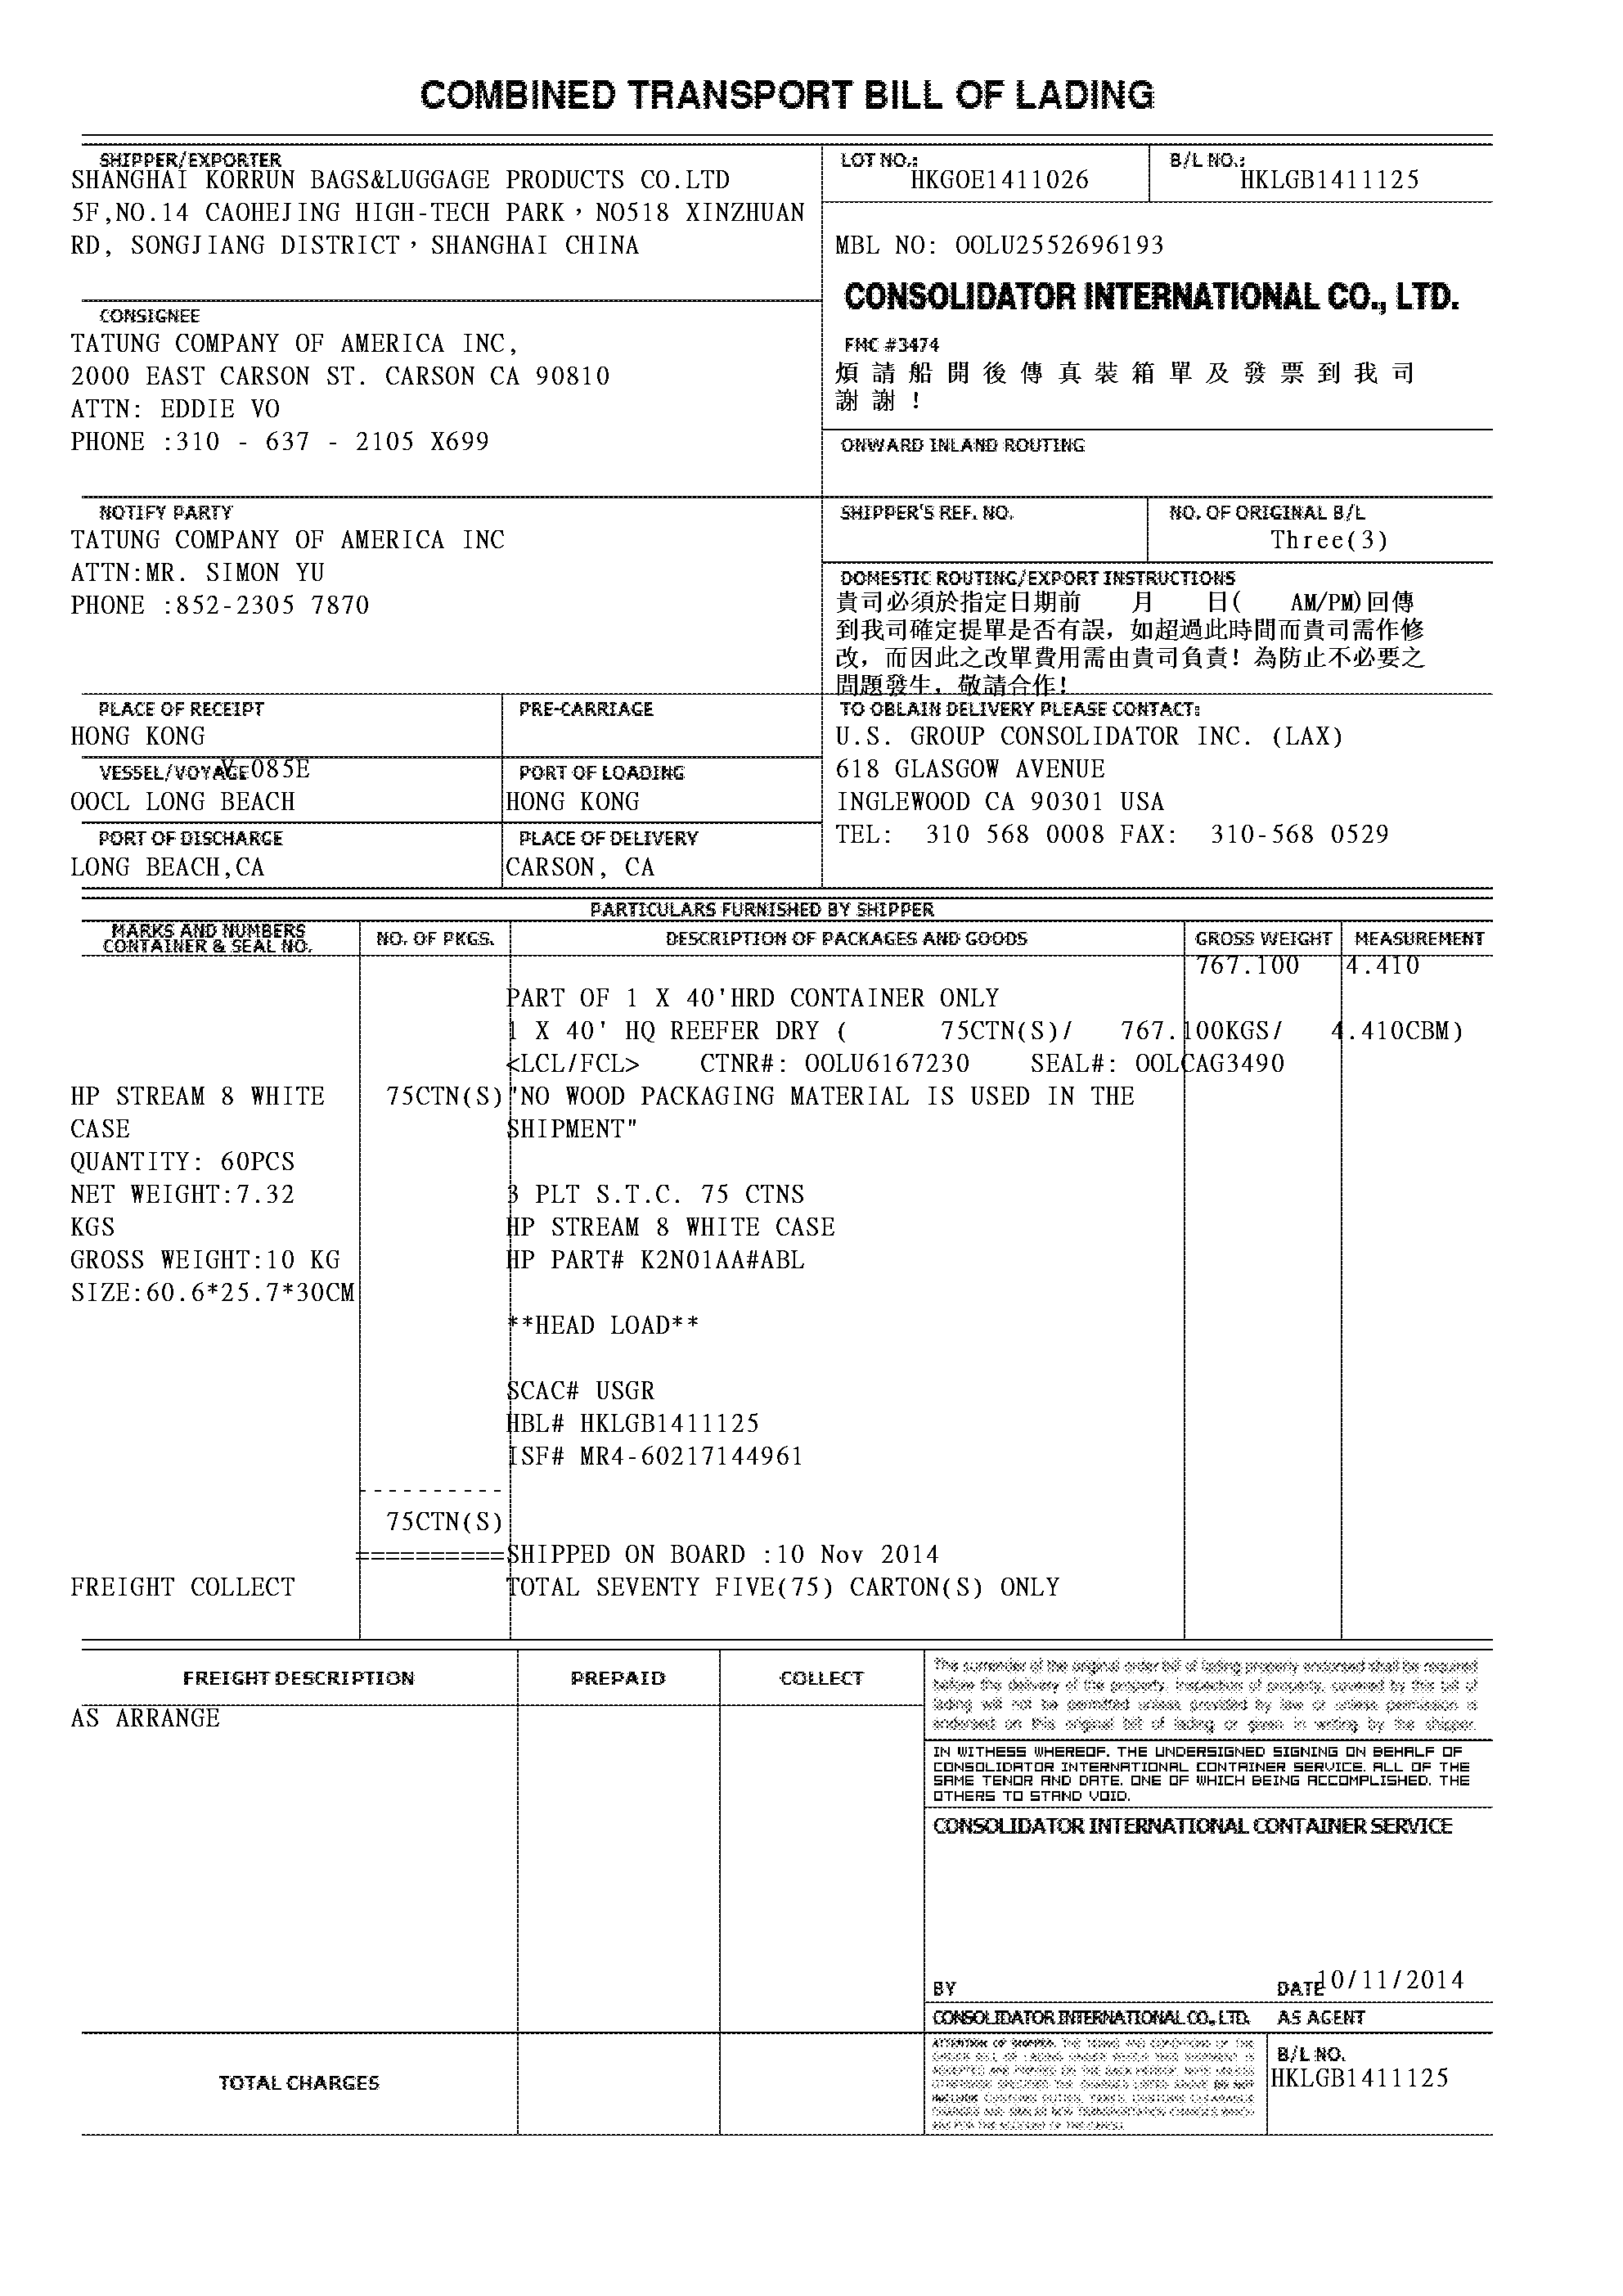 COMBINED TRANSPORT BILL OF LADING
SHIPPER/EXPORTER
SHANGHAI KORRUN BAGS&LUGGAGE PRODUCTS CO.LTD
5F,NO.14 CAOHEJING HIGH-TECH PARK，NO518 XINZHUAN
RD, SONGJIANG DISTRICT，SHANGHAI CHINA
LOT NO.:
HKGOE1411026
B/L NO.:
HKLGB1411125
MBL NO: OOLU2552696193
CONSOLIDATOR INTERNATIONAL CO., LTD.
FMC #3474
煩請船開後傳真裝箱單及發票到我司
謝謝！
CONSIGNEE
TATUNG COMPANY OF AMERICA INC,
2000 EAST CARSON ST. CARSON CA 90810
ATTN: EDDIE VO
PHONE :310 - 637 - 2105 X699
ONWARD INLAND ROUTING
NOTIFY PARTY
TATUNG COMPANY OF AMERICA INC
ATTN:MR. SIMON YU
PHONE :852-2305 7870
SHIPPER'S REF. NO.
NO. OF ORIGINAL B/L
Three(3)
DOMESTIC ROUTING/EXPORT INSTRUCTIONS
貴司必須於指定日期前 月 日( AM/PM)回傳
到我司確定提單是否有誤，如超過此時間而貴司需作修
改，而因此之改單費用需由貴司負責！為防止不必要之
問題發生，敬請合作！
PLACE OF RECEIPT
HONG KONG
PRE-CARRIAGE
TO OBLAIN DELIVERY PLEASE CONTACT:
U.S. GROUP CONSOLIDATOR INC. (LAX)
618 GLASGOW AVENUE
INGLEWOOD CA 90301 USA
TEL: 310 568 0008 FAX: 310-568 0529
VESSEL/VOYAGE V.085E
OOCL LONG BEACH
PORT OF LOADING
HONG KONG
PORT OF DISCHARGE
LONG BEACH,CA
PLACE OF DELIVERY
CARSON, CA
PARTICULARS FURNISHED BY SHIPPER
MARKS AND NUMBERS
CONTAINER & SEAL NO.
NO. OF PKGS.
DESCRIPTION OF PACKAGES AND GOODS
GROSS WEIGHT
MEASUREMENT
767.100 4.410
PART OF 1 X 40'HRD CONTAINER ONLY
1 X 40' HQ REEFER DRY ( 75CTN(S)/ 767.100KGS/ 4.410CBM)
<LCL/FCL> CTNR#: OOLU6167230 SEAL#: OOLCAG3490
HP STREAM 8 WHITE 75CTN(S) "NO WOOD PACKAGING MATERIAL IS USED IN THE
CASE SHIPMENT"
QUANTITY: 60PCS
NET WEIGHT:7.32 3 PLT S.T.C. 75 CTNS
KGS HP STREAM 8 WHITE CASE
GROSS WEIGHT:10 KG HP PART# K2N01AA#ABL
SIZE:60.6*25.7*30CM
**HEAD LOAD**
SCAC# USGR
HBL# HKLGB1411125
ISF# MR4-60217144961
----------
75CTN(S)
==========SHIPPED ON BOARD :10 Nov 2014
FREIGHT COLLECT TOTAL SEVENTY FIVE(75) CARTON(S) ONLY
FREIGHT DESCRIPTION
PREPAID
COLLECT
AS ARRANGE
The surrender of the original order bill of lading properly endorsed shall be required
before the delivery of the property. Inspection of property. covered by the bill of
lading will not be permitted unless provided by law or unless permission is
endorsed on this original bill of lading or given in writing by the shipper.
IN WITHESS WHEREOF. THE UNDERSIGNED SIGNING ON BEHALF OF
CONSOLIDATOR INTERNATIONAL CONTAINER SERVICE. ALL OF THE
SAME TENOR AND DATE. ONE OF WHICH BEING ACCOMPLISHED. THE
OTHERS TO STAND VOID.
CONSOLIDATOR INTERNATIONAL CONTAINER SERVICE
BY
DATE 10/11/2014
CONSOLIDATOR INTERNATIONAL CO., LTD. AS AGENT
TOTAL CHARGES
B/L NO.
HKLGB1411125